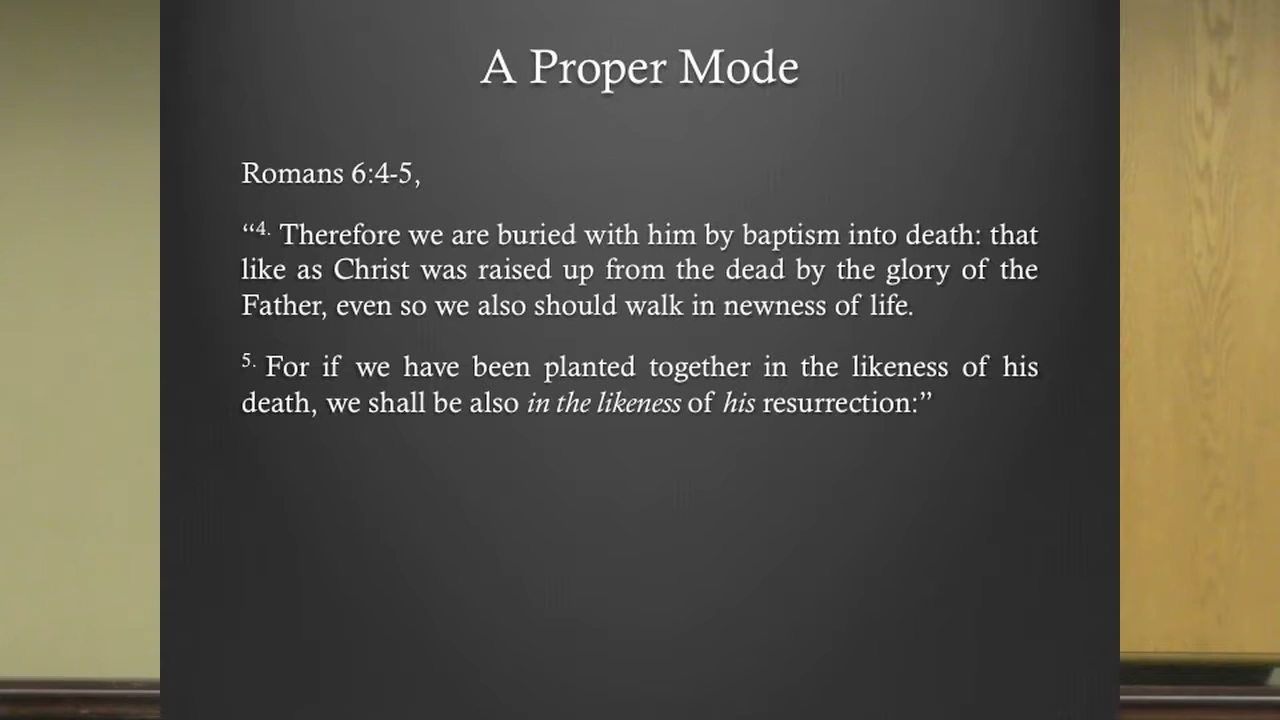 A Proper Mode
Romans 6:4-5,
“4. Therefore we are buried with him by baptism into death: that
like as Christ was raised up from the dead by the glory of the
Father, even so we also should walk in newness of life.
5. For if we have been planted together in the likeness of his
death, we shall be also in the likeness of his resurrection:”